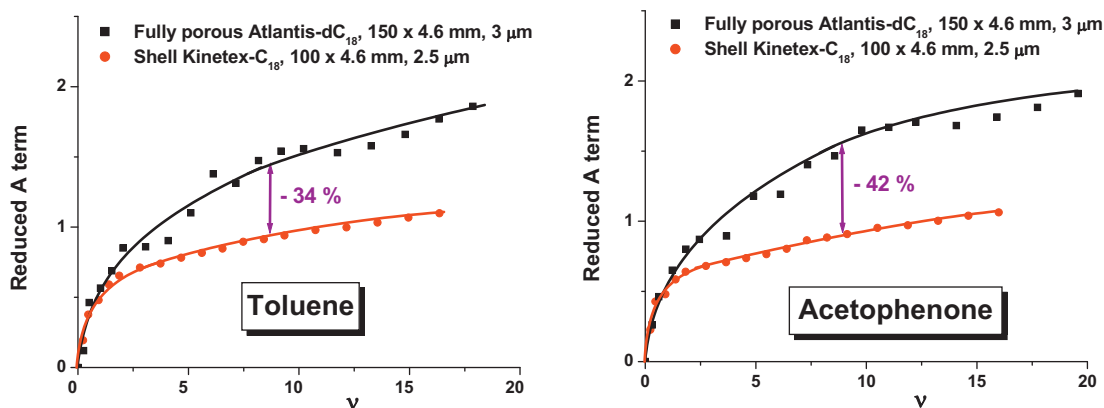 Fully porous Atlantis-dC18, 150 x 4.6 mm, 3 μm
Shell Kinetex-C18, 100 x 4.6 mm, 2.5 μm
2
1
0
Reduced A term
- 34 %
Toluene
0
5
10
15
20
ν
Fully porous Atlantis-dC18, 150 x 4.6 mm, 3 μm
Shell Kinetex-C18, 100 x 4.6 mm, 2.5 μm
2
1
0
Reduced A term
- 42 %
Acetophenone
0
5
10
15
20
ν